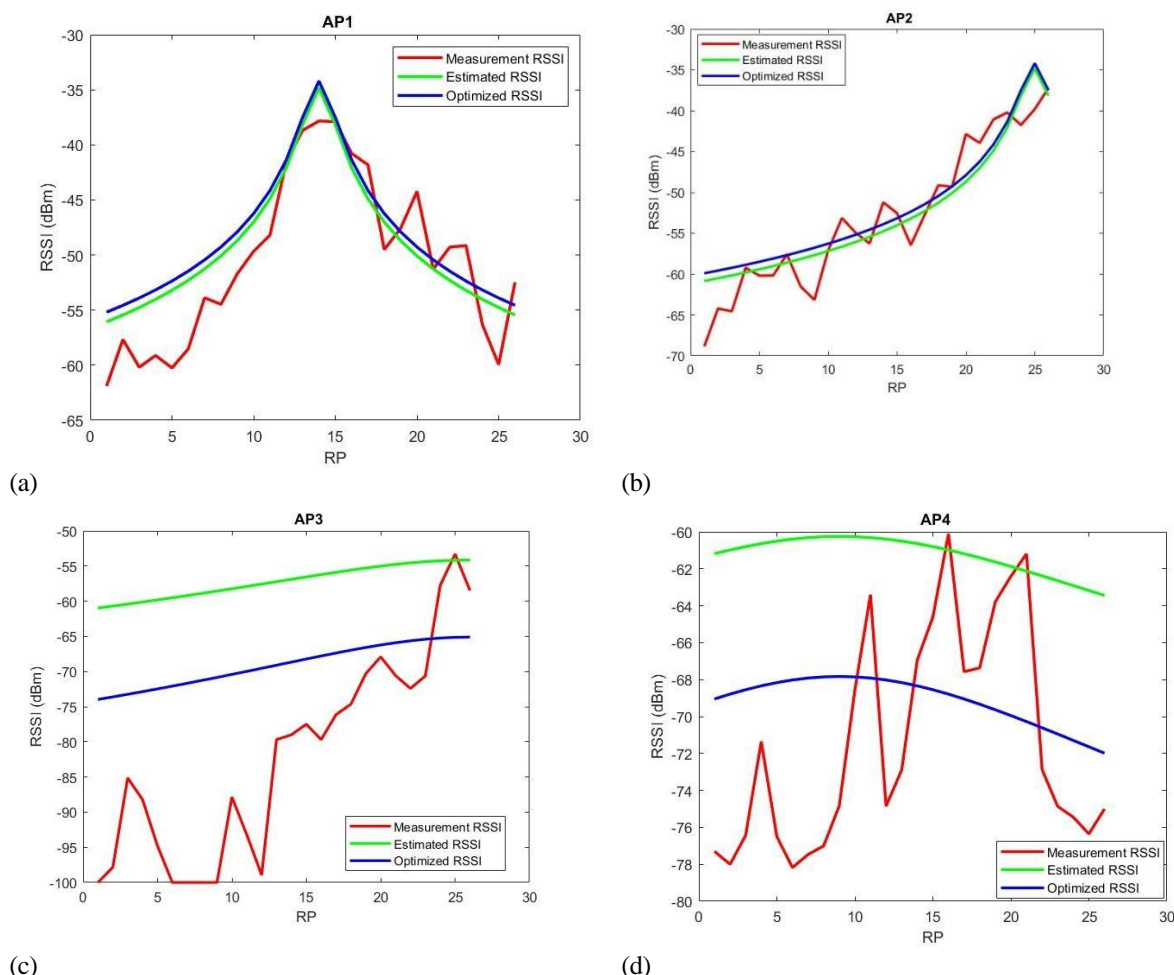 AP1
-30
-35
-40
-45
-50
-55
-60
-65
RSSI (dBm)
Measurement RSSI
Estimated RSSI
Optimized RSSI
0 5 10 15 20 25 30
RP
(a)
AP2
-30
-35
-40
-45
-50
-55
-60
-65
-70
RSSI (dBm)
Measurement RSSI
Estimated RSSI
Optimized RSSI
0 5 10 15 20 25 30
RP
(b)
AP3
-50
-55
-60
-65
-70
-75
-80
-85
-90
-95
-100
RSSI (dBm)
Measurement RSSI
Estimated RSSI
Optimized RSSI
0 5 10 15 20 25 30
RP
(c)
AP4
-60
-62
-64
-66
-68
-70
-72
-74
-76
-78
-80
RSSI (dBm)
Measurement RSSI
Estimated RSSI
Optimized RSSI
0 5 10 15 20 25 30
RP
(d)